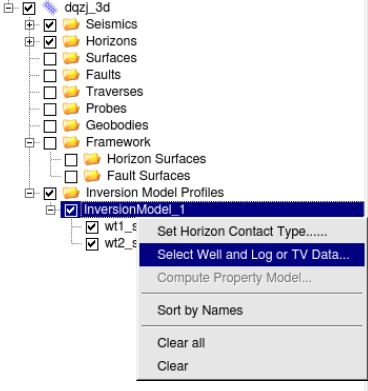 dqzj_3d
Seismics
Horizons
Surfaces
Faults
Traverses
Probes
Geobodies
Framework
Horizon Surfaces
Fault Surfaces
Inversion Model Profiles
InversionModel_1
wt1_s
wt2_s
Set Horizon Contact Type......
Select Well and Log or TV Data...
Compute Property Model...
Sort by Names
Clear all
Clear